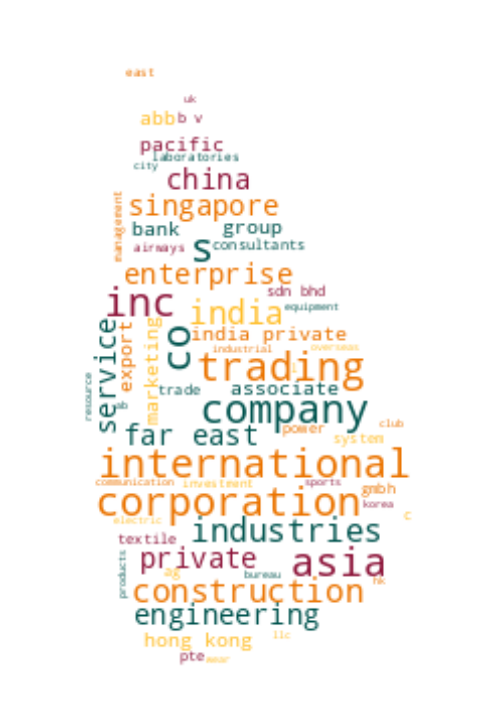 east
uk
abb b v
pacific
laboratories
city
china
singapore
management
bank group
airways s consultants
enterprise
sdn bhd
inc india equipment
service export marketing co india private
industrial overseas
trading
resource trade associate
ab company
club
far east power system
international
communication investment sports gmbh
corporation korea
electric c
industries
textile
private asia
products ag bureau hk
construction
engineering
hong kong llc
pte wear